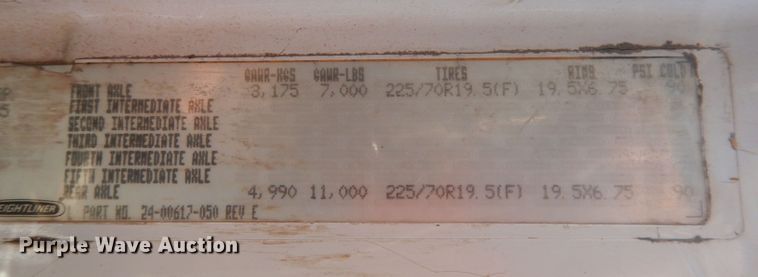 GAWR-KGS GAWR-LBS TIRES RIMS PSI COLD
FRONT AXLE 3,175 7,000 225/70R19.5(F) 19.5X6.75 90
FIRST INTERMEDIATE AXLE
SECOND INTERMEDIATE AXLE
THIRD INTERMEDIATE AXLE
FOURTH INTERMEDIATE AXLE
FIFTH INTERMEDIATE AXLE
REAR AXLE 4,990 11,000 225/70R19.5(F) 19.5X6.75 90
EIGHTLINER PART NO. 24-00617-050 REV E
Purple Wave Auction